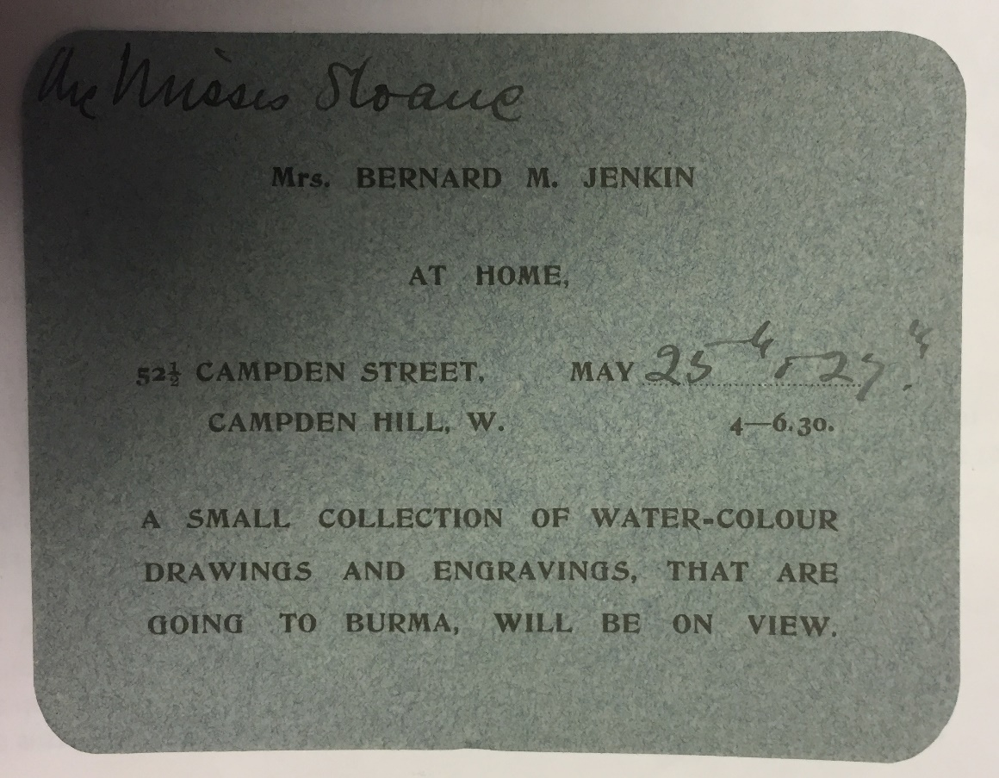 The Misses Sloane
Mrs. BERNARD M. JENKIN
AT HOME,
52½ CAMPDEN STREET, MAY 25th & 27th.
CAMPDEN HILL, W. 4—6.30.
A SMALL COLLECTION OF WATER-COLOUR
DRAWINGS AND ENGRAVINGS, THAT ARE
GOING TO BURMA, WILL BE ON VIEW.